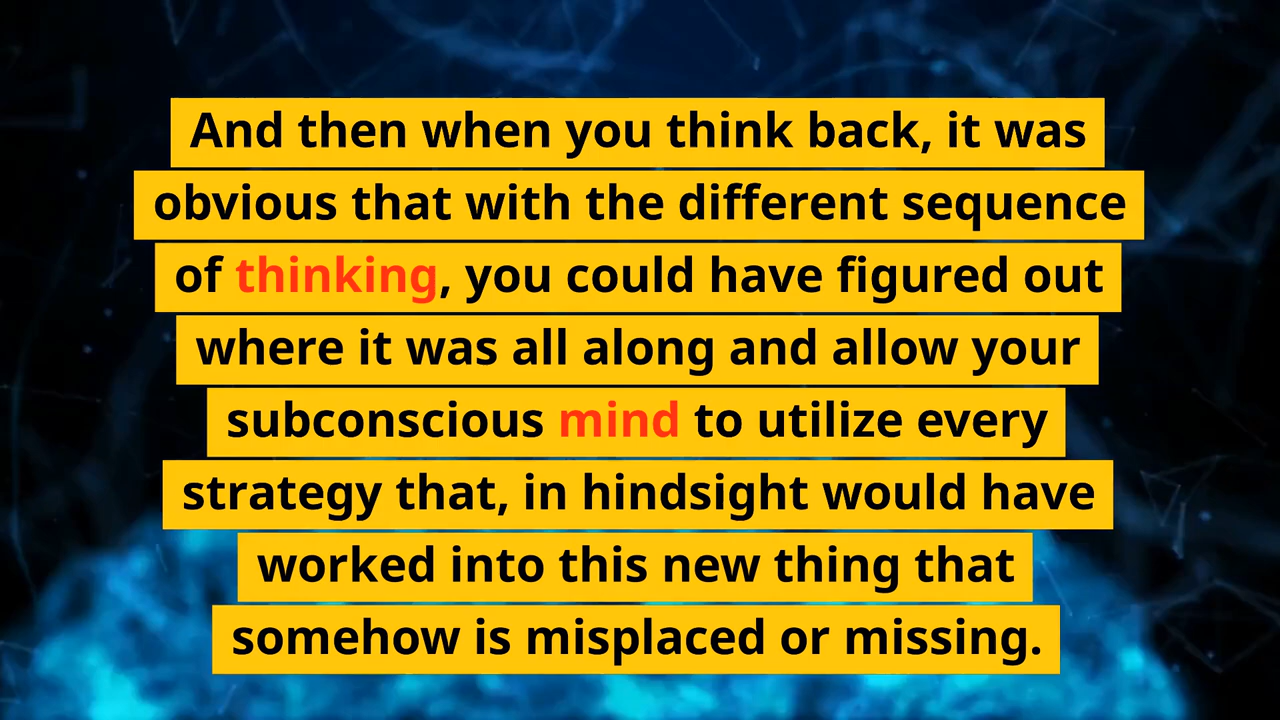 And then when you think back, it was
obvious that with the different sequence
of thinking, you could have figured out
where it was all along and allow your
subconscious mind to utilize every
strategy that, in hindsight would have
worked into this new thing that
somehow is misplaced or missing.